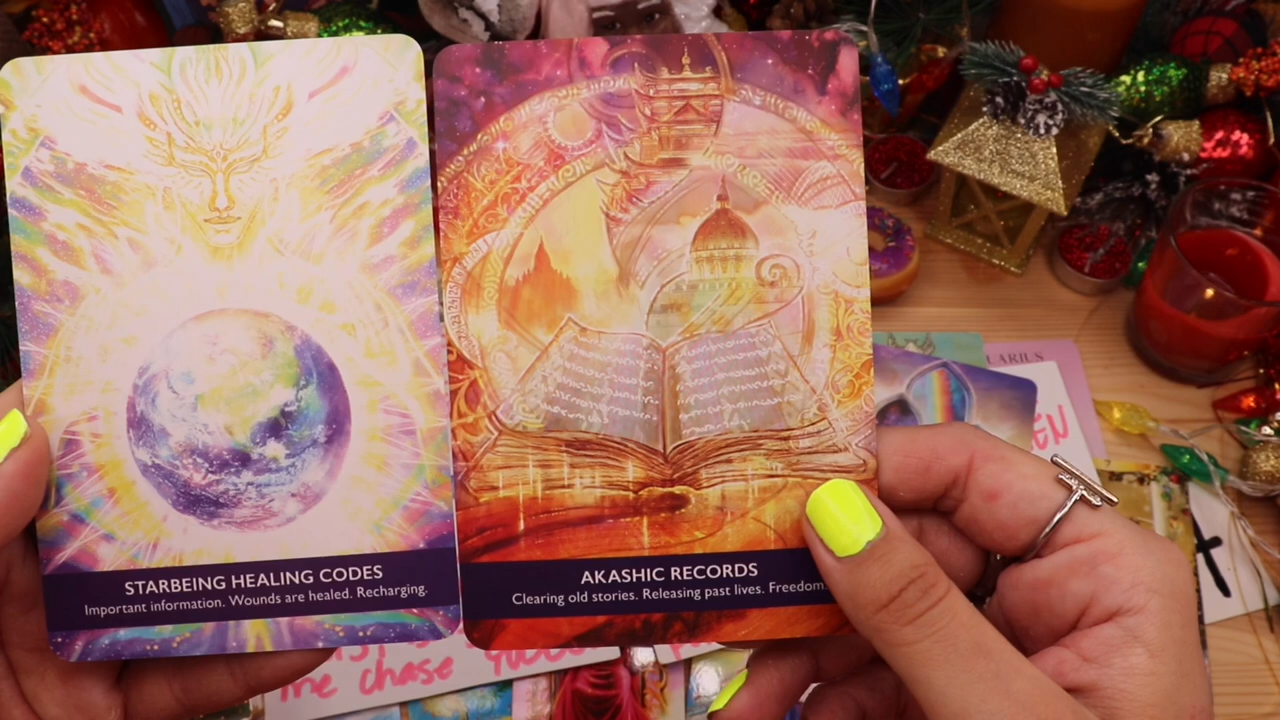 STARBEING HEALING CODES
Important information. Wounds are healed. Recharging.
AKASHIC RECORDS
Clearing old stories. Releasing past lives. Freedom.
the chase